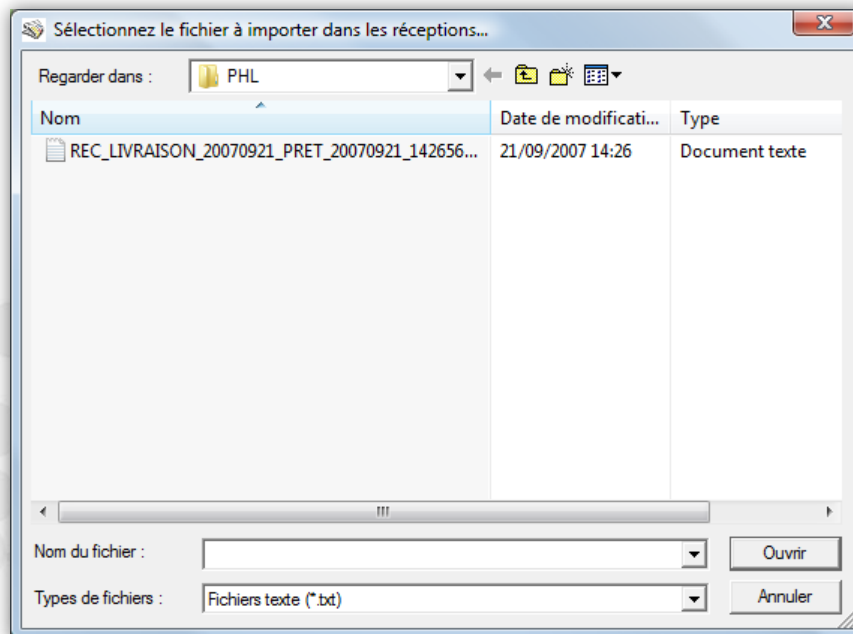 Sélectionnez le fichier à importer dans les réceptions...
Regarder dans : PHL
Nom Date de modificati... Type
REC_LIVRAISON_20070921_PRET_20070921_142656... 21/09/2007 14:26 Document texte
Nom du fichier : Ouvrir
Types de fichiers : Fichiers texte (*.txt) Annuler